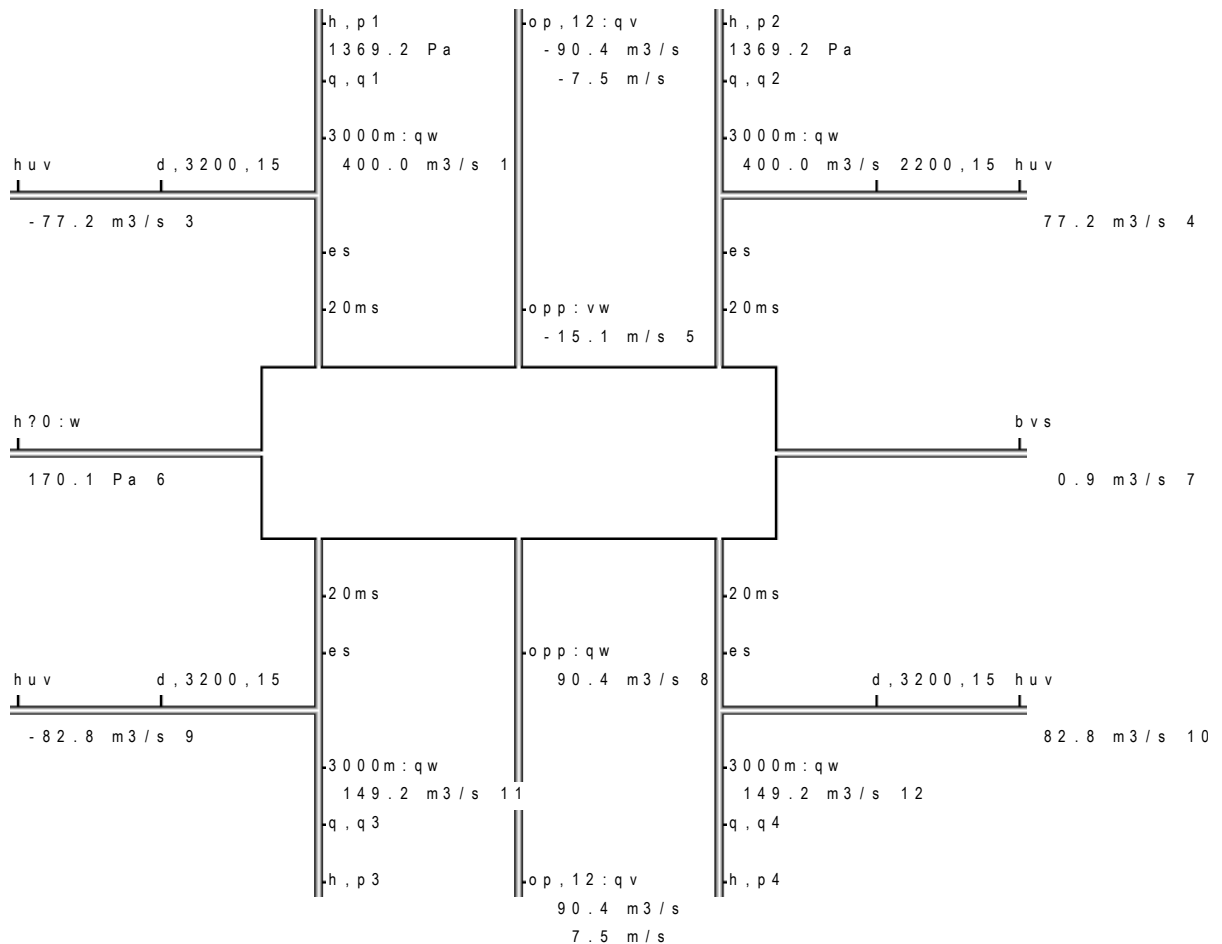 h,p1
op,12:qv
h,p2
1369.2 Pa
-90.4 m3/s
1369.2 Pa
q,q1
-7.5 m/s
q,q2
3000m:qw
3000m:qw
huv
d,3200,15
400.0 m3/s 1
400.0 m3/s
2200,15
huv
-77.2 m3/s 3
77.2 m3/s 4
es
es
20ms
opp:vw
20ms
-15.1 m/s 5
h?0:w
bvs
170.1 Pa 6
0.9 m3/s 7
20ms
20ms
es
opp:qw
es
huv
d,3200,15
90.4 m3/s 8
d,3200,15
huv
-82.8 m3/s 9
82.8 m3/s 10
3000m:qw
3000m:qw
149.2 m3/s 11
149.2 m3/s 12
q,q3
q,q4
h,p3
op,12:qv
h,p4
90.4 m3/s
7.5 m/s